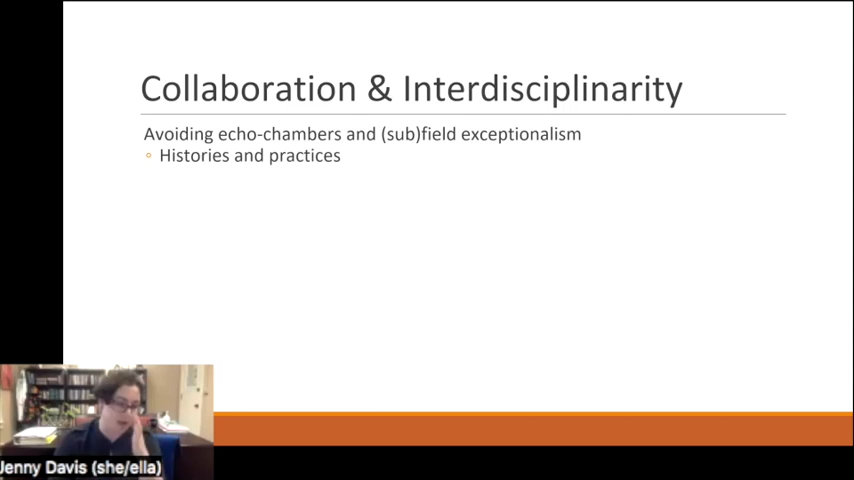 Collaboration & Interdisciplinarity
Avoiding echo-chambers and (sub)field exceptionalism
◦ Histories and practices
Jenny Davis (she/ella)